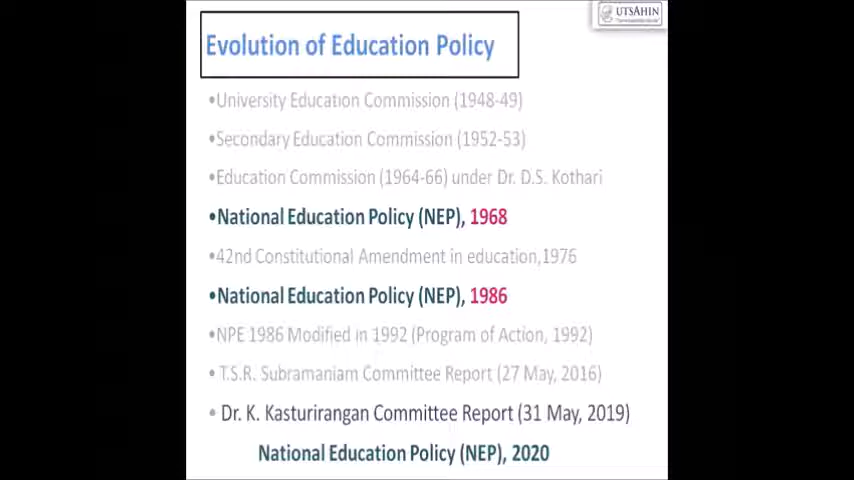 UTSAHIN
Evolution of Education Policy
•University Education Commission (1948-49)
•Secondary Education Commission (1952-53)
•Education Commission (1964-66) under Dr. D.S. Kothari
•National Education Policy (NEP), 1968
•42nd Constitutional Amendment in education,1976
•National Education Policy (NEP), 1986
•NPE 1986 Modified in 1992 (Program of Action, 1992)
• T.S.R. Subramaniam Committee Report (27 May, 2016)
• Dr. K. Kasturirangan Committee Report (31 May, 2019)
National Education Policy (NEP), 2020